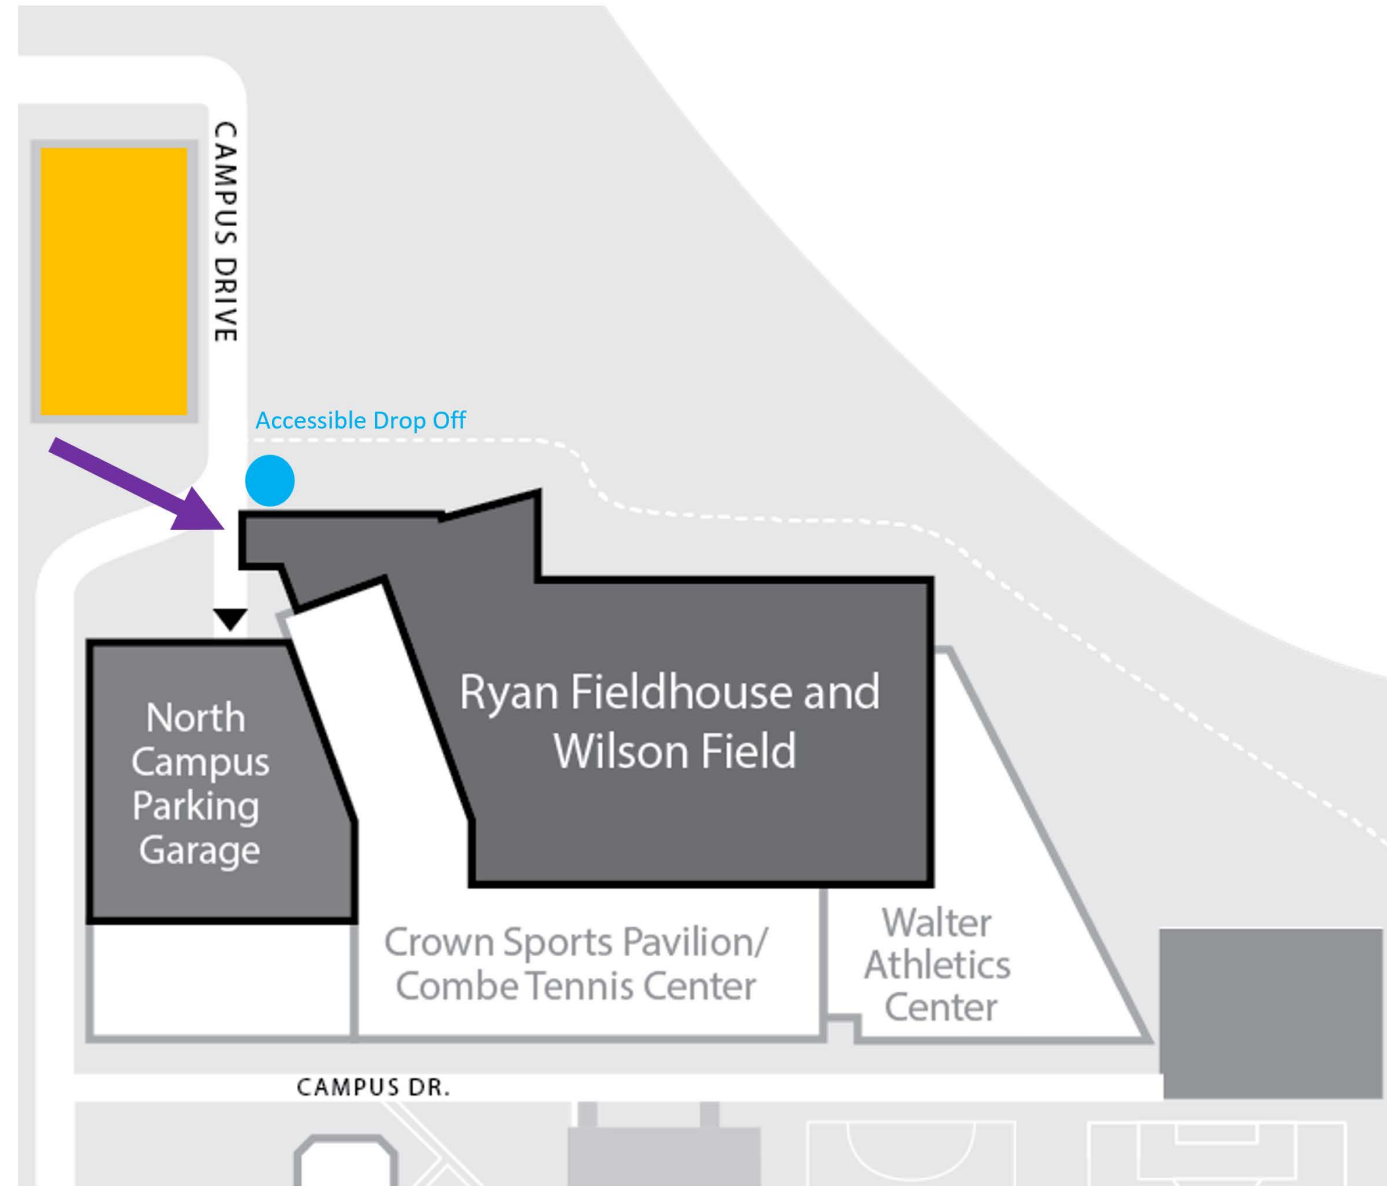 CAMPUS DRIVE
Accessible Drop Off
Ryan Fieldhouse and
Wilson Field
North
Campus
Parking
Garage
Crown Sports Pavilion/
Combe Tennis Center
Walter
Athletics
Center
CAMPUS DR.